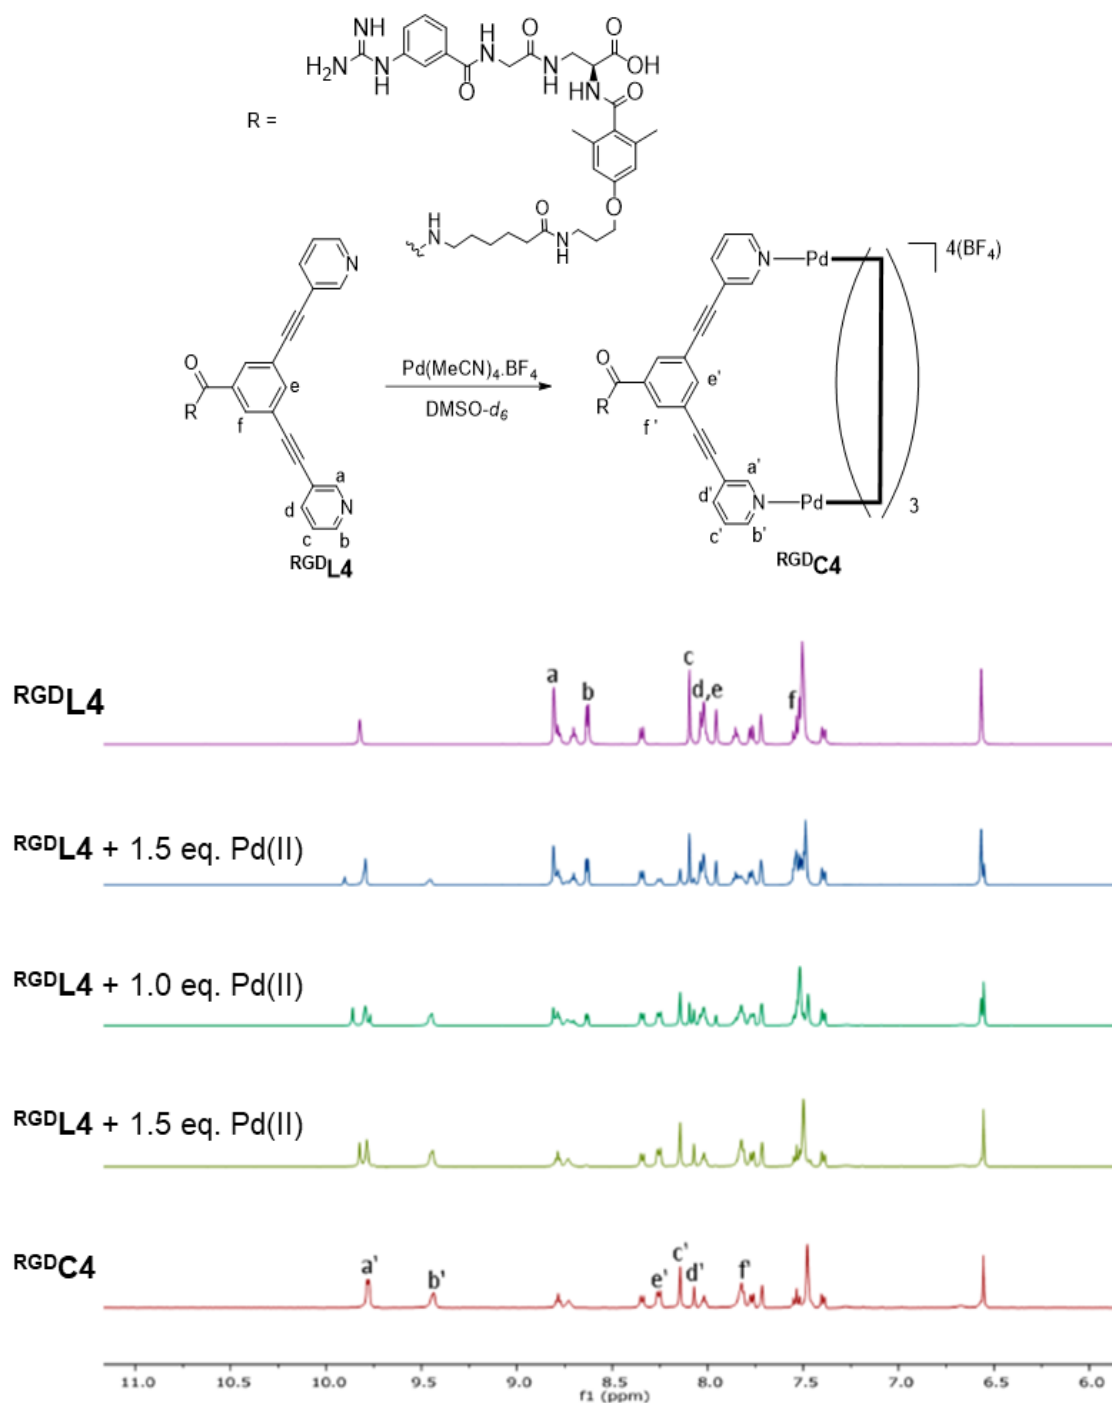 NH
H₂N
N
H
O
H
N
O
N
H
O
OH
HN
O
R =
O
H
N
O
N
H
N
O
R
e
f
a
N
d
c
b
RGDL4
Pd(MeCN)₄.BF₄
DMSO-d₆
N
Pd
4(BF₄)
O
R
e'
f '
a'
d'
N
Pd
c'
b'
3
RGDC4
RGDL4
a
b
c
d,e
f
RGDL4 + 1.5 eq. Pd(II)
RGDL4 + 1.0 eq. Pd(II)
RGDL4 + 1.5 eq. Pd(II)
RGDC4
a'
b'
e'
c'
d'
f'
11.0 10.5 10.0 9.5 9.0 8.5 8.0 7.5 7.0 6.5 6.0
f1 (ppm)